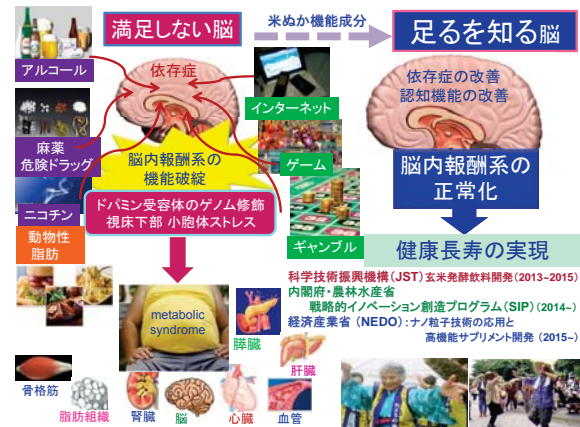 満足しない脳
米ぬか機能成分
足るを知る脳
アルコール
依存症
インターネット
依存症の改善
認知機能の改善
麻薬
危険ドラッグ
ゲーム
脳内報酬系の
機能破綻
脳内報酬系の
正常化
ニコチン
ドパミン受容体のゲノム修飾
視床下部 小胞体ストレス
ギャンブル
動物性
脂肪
健康長寿の実現
科学技術振興機構(JST)玄米発酵飲料開発(2013~2015)
内閣府・農林水産省
戦略的イノベーション創造プログラム(SIP)(2014~)
経済産業省(NEDO):ナノ粒子技術の応用と
高機能サプリメント開発(2015~)
metabolic
syndrome
膵臓
肝臓
骨格筋
脂肪組織
腎臓
脳
心臓
血管